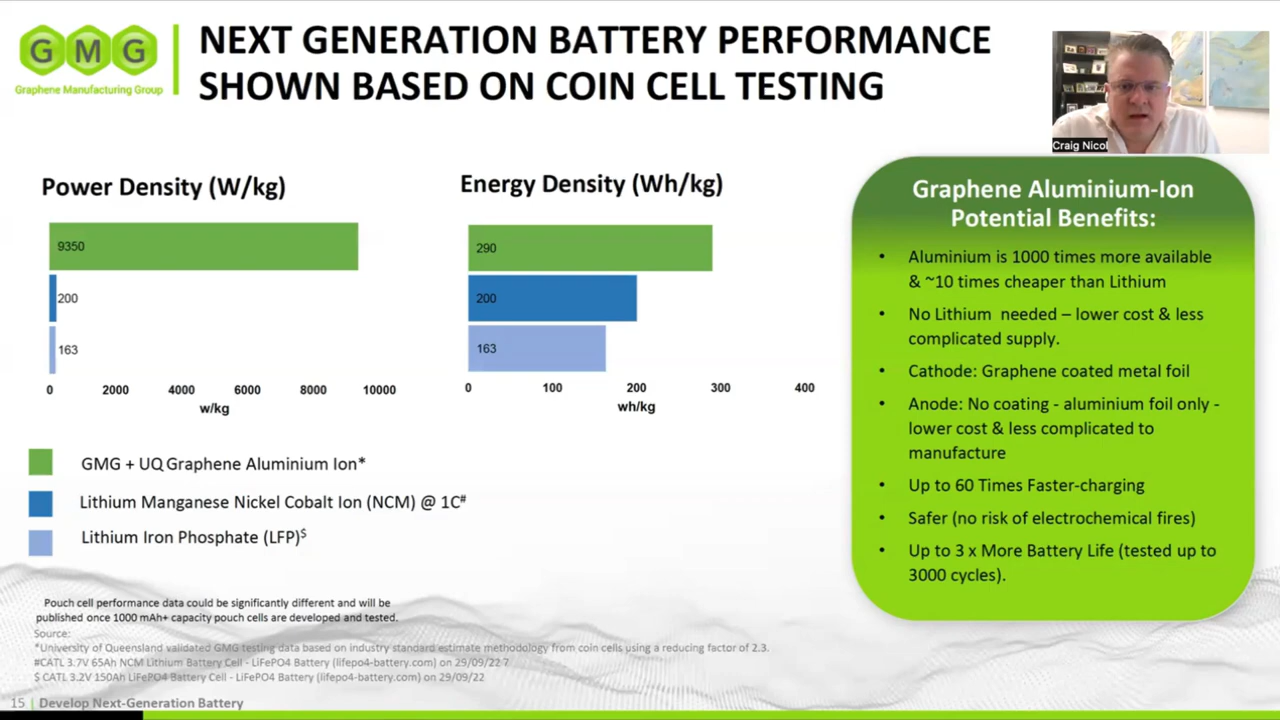 GMG
Graphene Manufacturing Group
NEXT GENERATION BATTERY PERFORMANCE
SHOWN BASED ON COIN CELL TESTING
Craig Nicol
Power Density (W/kg)
9350
200
163
0 2000 4000 6000 8000 10000
w/kg
Energy Density (Wh/kg)
290
200
163
0 100 200 300 400
wh/kg
GMG + UQ Graphene Aluminium Ion*
Lithium Manganese Nickel Cobalt Ion (NCM) @ 1C#
Lithium Iron Phosphate (LFP)$
Graphene Aluminium-Ion
Potential Benefits:
• Aluminium is 1000 times more available
& ~10 times cheaper than Lithium
• No Lithium needed – lower cost & less
complicated supply.
• Cathode: Graphene coated metal foil
• Anode: No coating - aluminium foil only -
lower cost & less complicated to
manufacture
• Up to 60 Times Faster-charging
• Safer (no risk of electrochemical fires)
• Up to 3 x More Battery Life (tested up to
3000 cycles).
Pouch cell performance data could be significantly different and will be
published once 1000 mAh+ capacity pouch cells are developed and tested.
Source:
*University of Queensland validated GMG testing data based on industry standard estimate methodology from coin cells using a reducing factor of 2.3.
#CATL 3.7V 65Ah NCM Lithium Battery Cell - LiFePO4 Battery (lifepo4-battery.com) on 29/09/22 7
$ CATL 3.2V 150Ah LiFePO4 Battery Cell - LiFePO4 Battery (lifepo4-battery.com) on 29/09/22
15 | Develop Next-Generation Battery